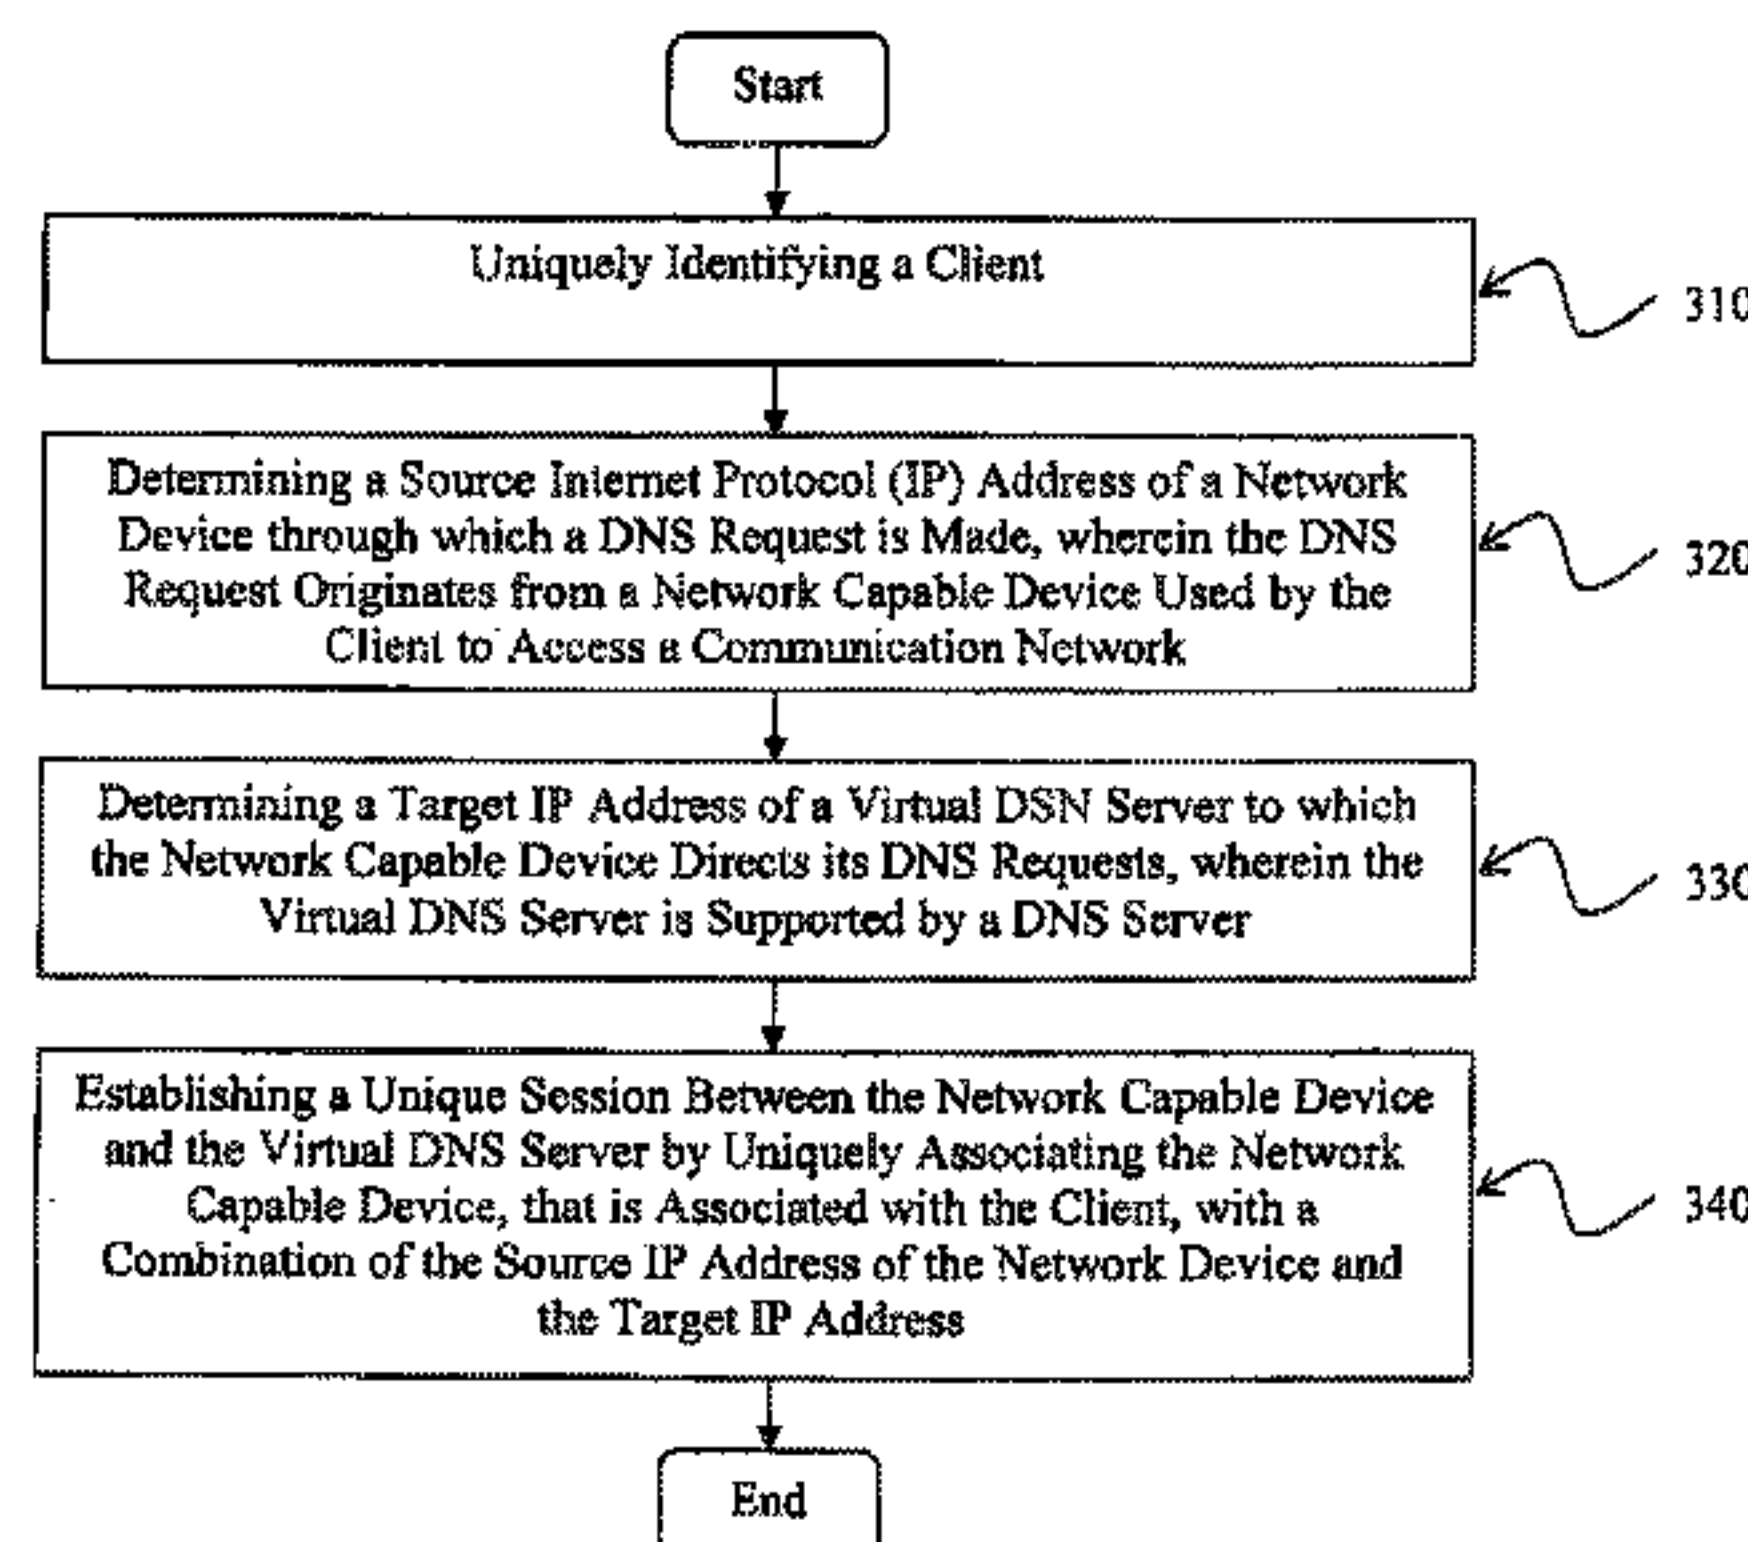 Start
Uniquely Identifying a Client
310
Determining a Source Internet Protocol (IP) Address of a Network
Device through which a DNS Request is Made, wherein the DNS
Request Originates from a Network Capable Device Used by the
Client to Access a Communication Network
320
Determining a Target IP Address of a Virtual DSN Server to which
the Network Capable Device Directs its DNS Requests, wherein the
Virtual DNS Server is Supported by a DNS Server
330
Establishing a Unique Session Between the Network Capable Device
and the Virtual DNS Server by Uniquely Associating the Network
Capable Device, that is Associated with the Client, with a
Combination of the Source IP Address of the Network Device and
the Target IP Address
340
End